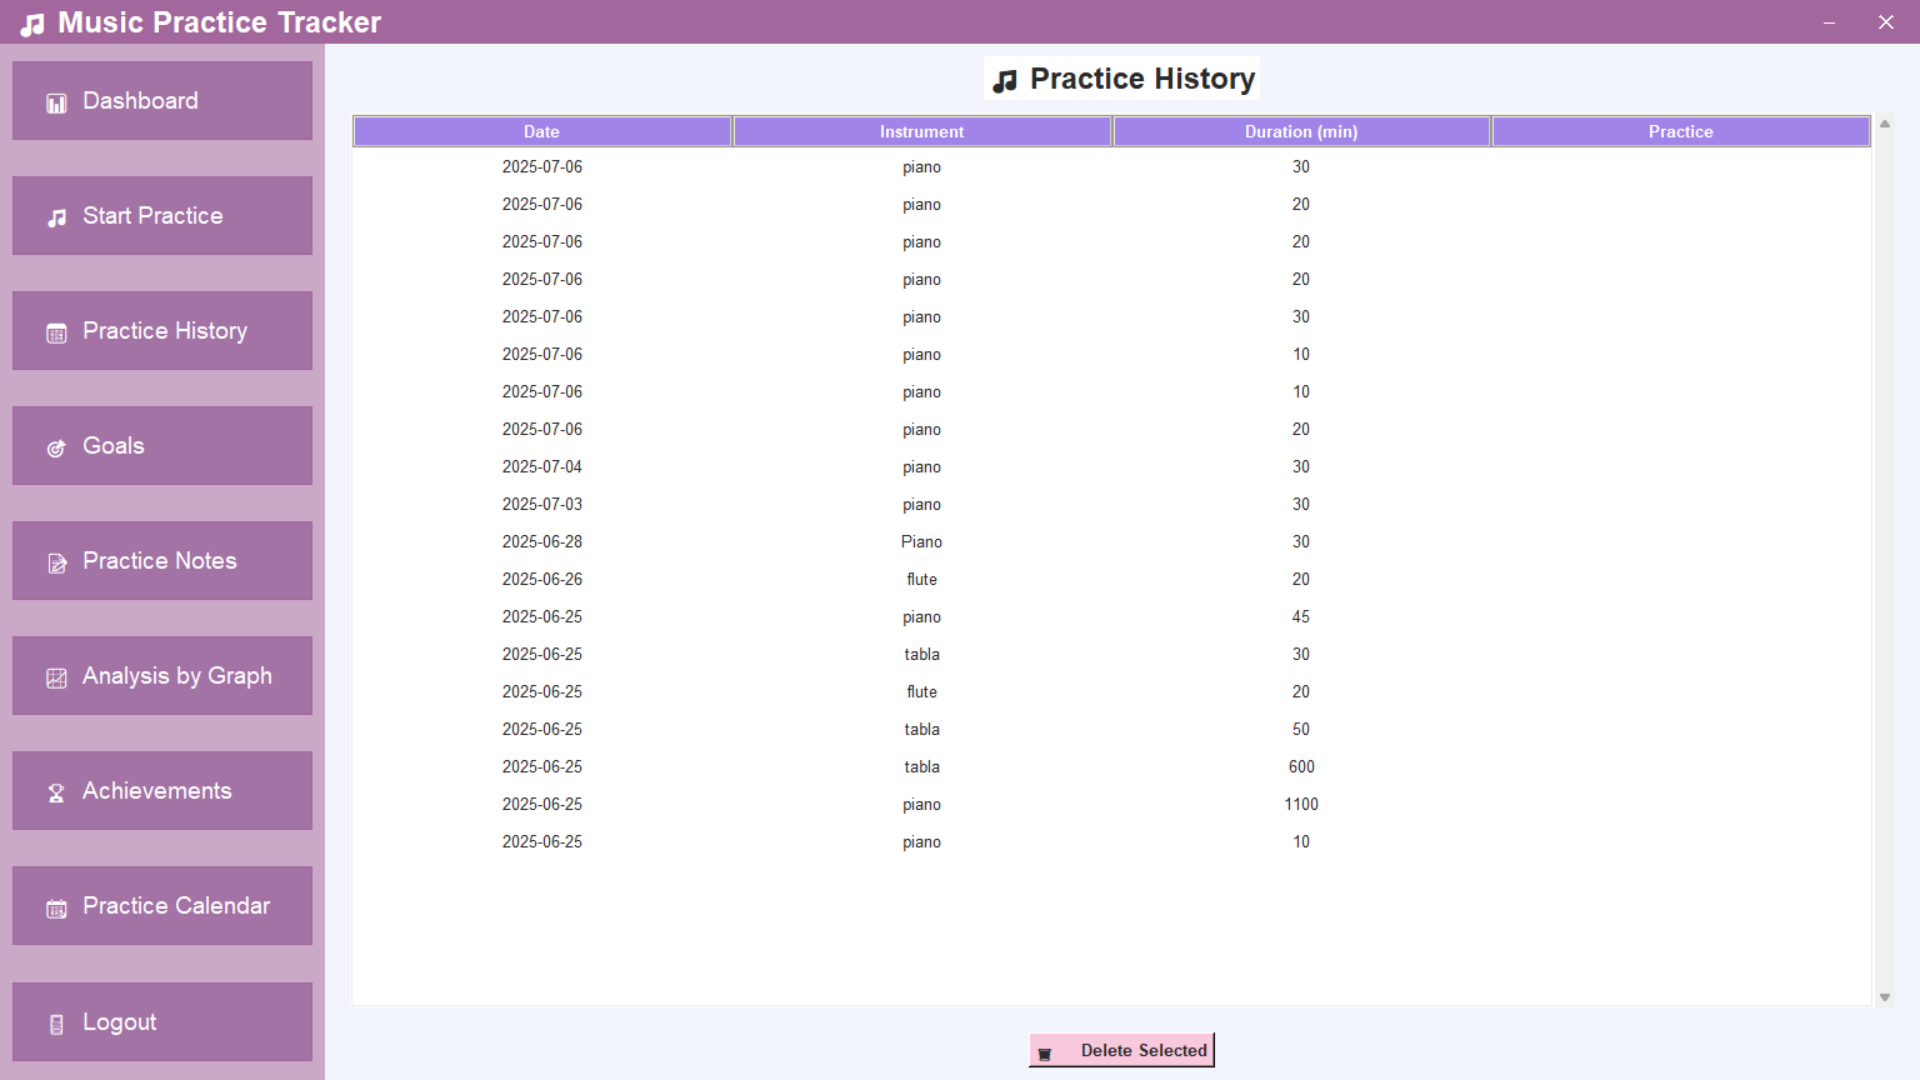 Music Practice Tracker
Dashboard
Start Practice
Practice History
Goals
Practice Notes
Analysis by Graph
Achievements
Practice Calendar
Logout
Practice History
Date Instrument Duration (min) Practice
2025-07-06 piano 30
2025-07-06 piano 20
2025-07-06 piano 20
2025-07-06 piano 20
2025-07-06 piano 30
2025-07-06 piano 10
2025-07-06 piano 10
2025-07-06 piano 20
2025-07-04 piano 30
2025-07-03 piano 30
2025-06-28 Piano 30
2025-06-26 flute 20
2025-06-25 piano 45
2025-06-25 tabla 30
2025-06-25 flute 20
2025-06-25 tabla 50
2025-06-25 tabla 600
2025-06-25 piano 1100
2025-06-25 piano 10
Delete Selected